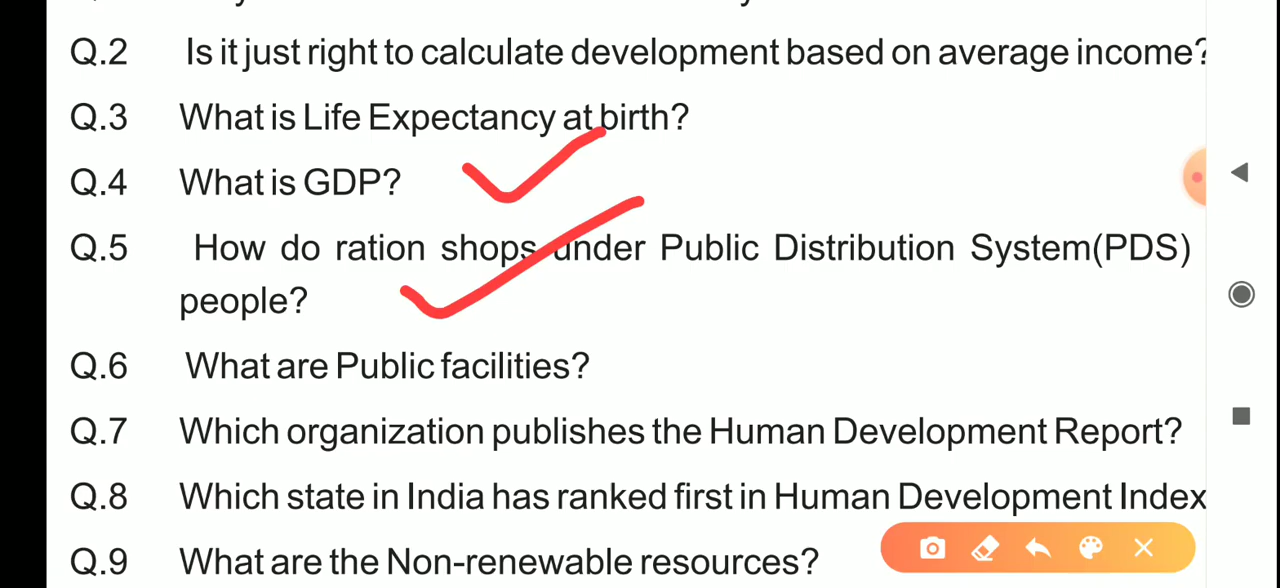 Q.2 Is it just right to calculate development based on average income?
Q.3 What is Life Expectancy at birth?
Q.4 What is GDP?
Q.5 How do ration shops under Public Distribution System(PDS)
people?
Q.6 What are Public facilities?
Q.7 Which organization publishes the Human Development Report?
Q.8 Which state in India has ranked first in Human Development Index
Q.9 What are the Non-renewable resources?